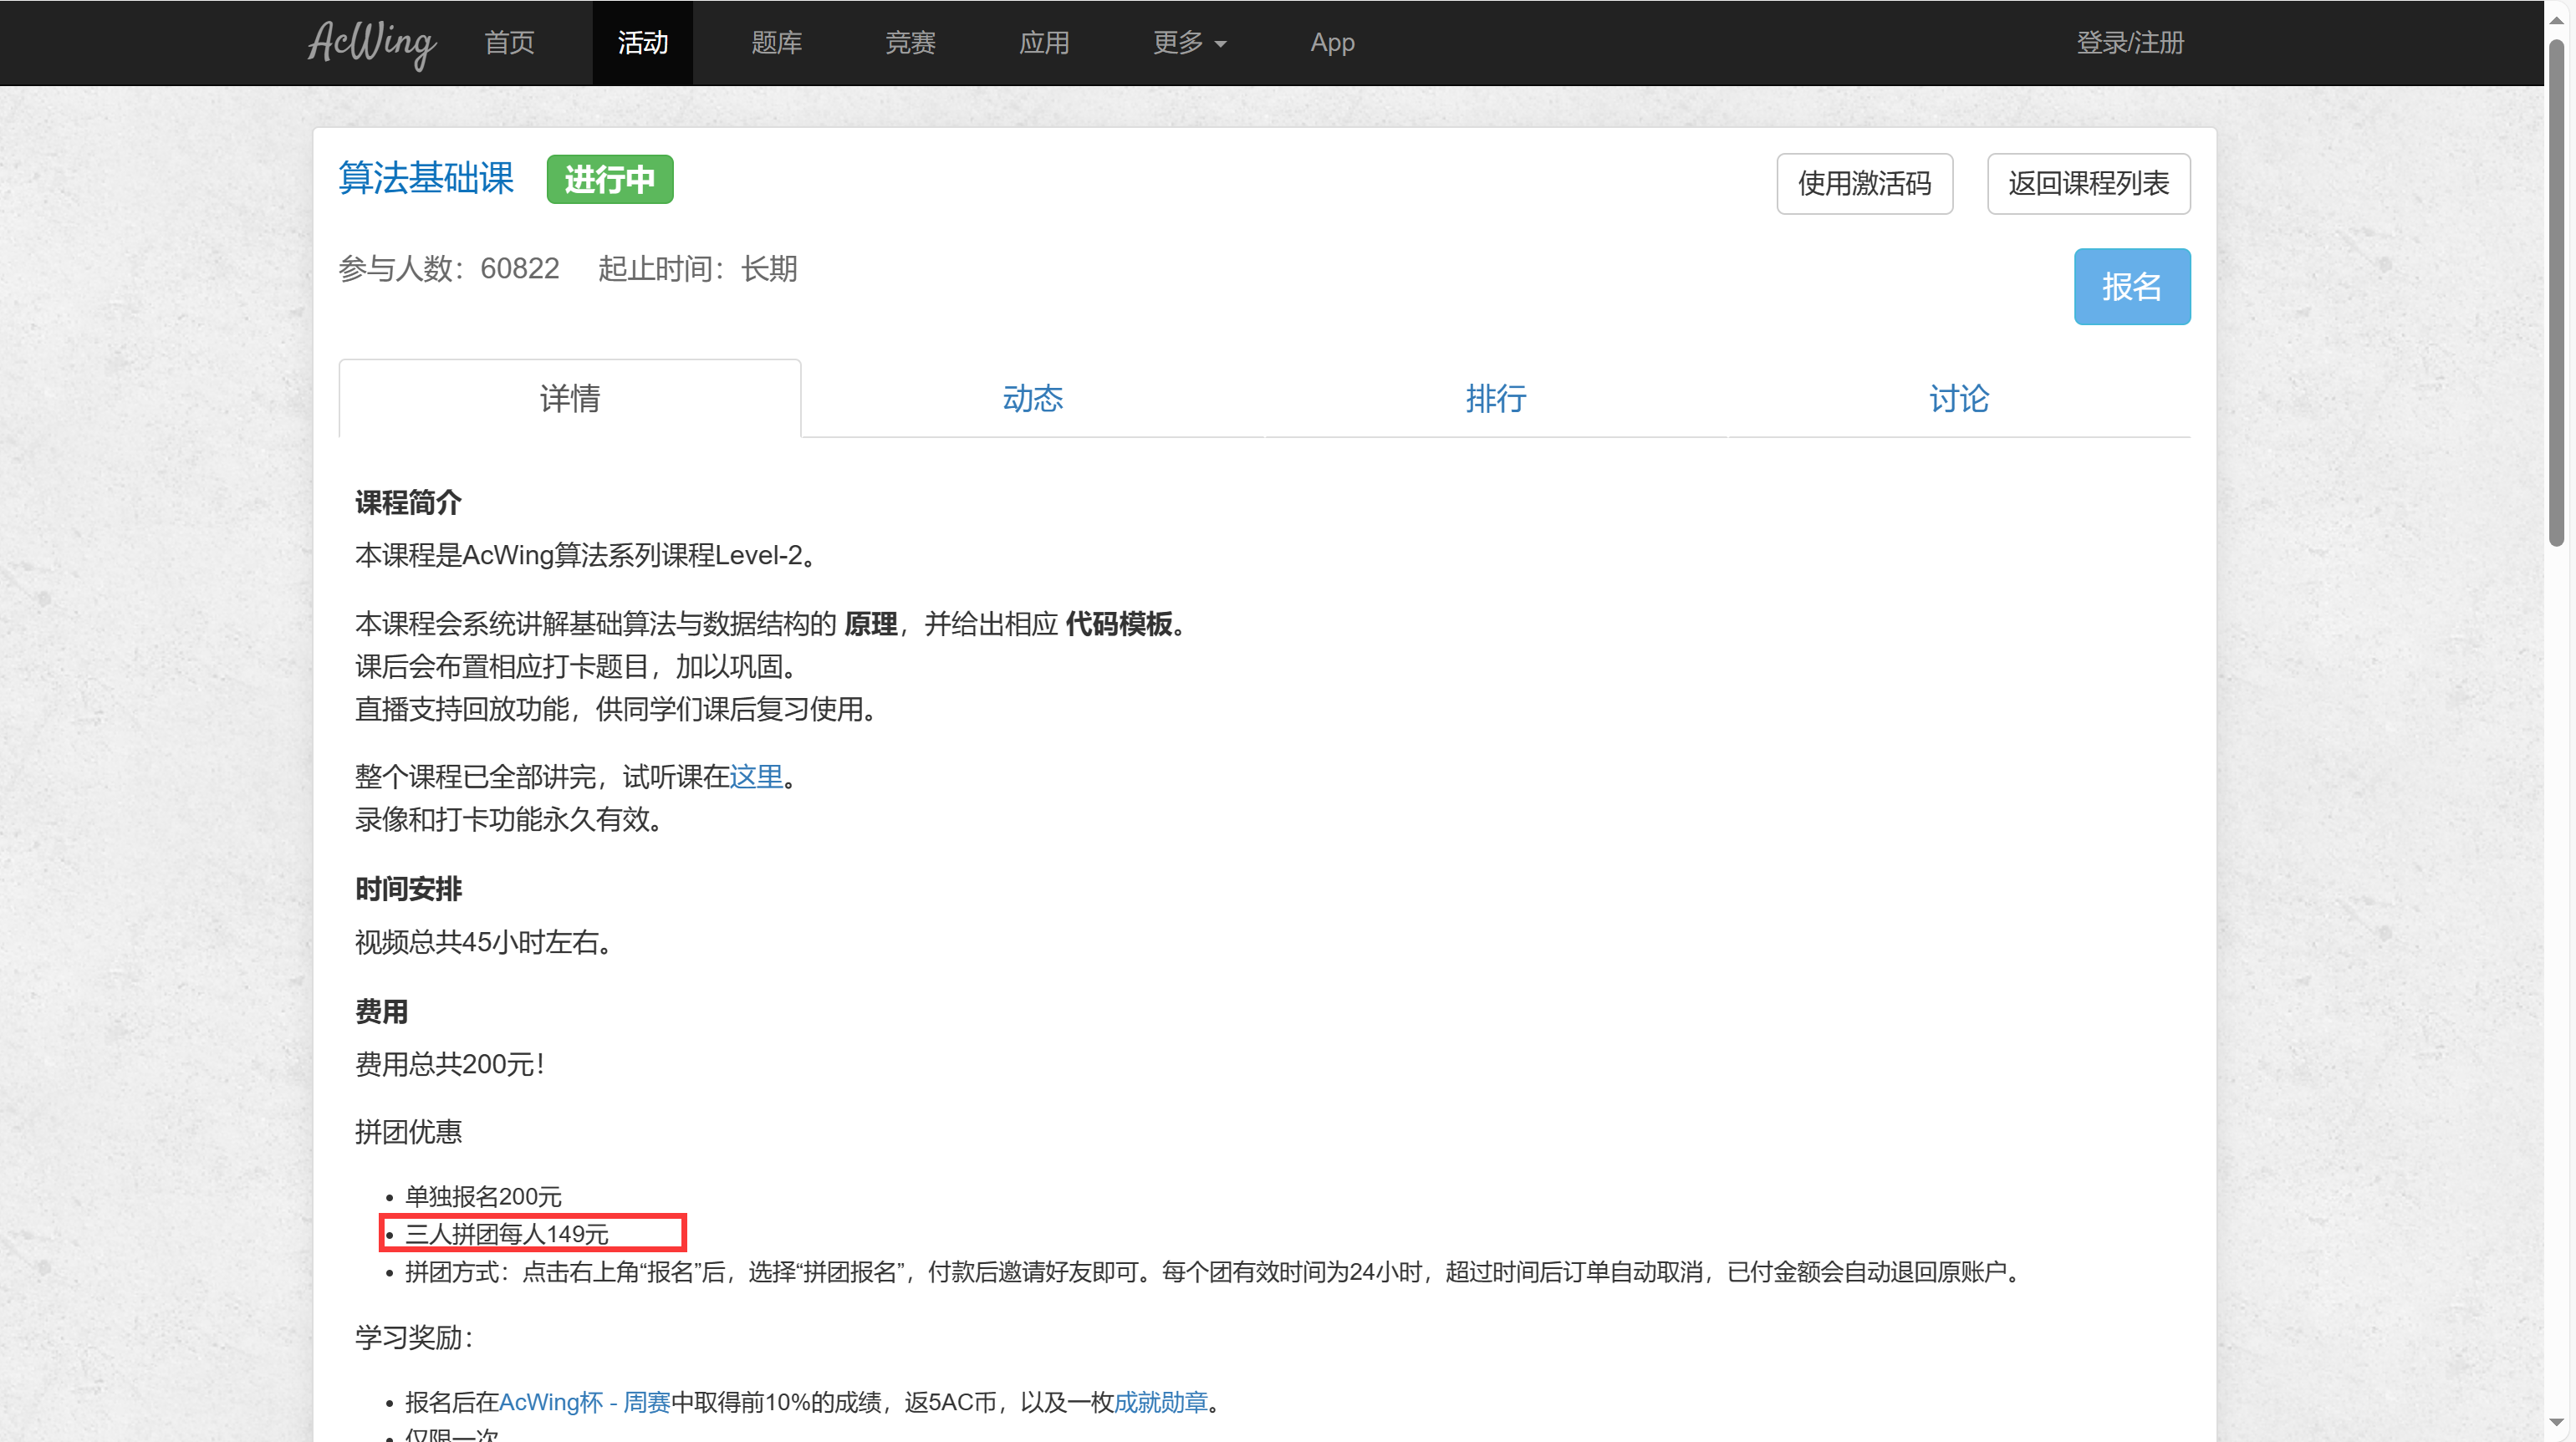 AcWing 首页 活动 题库 竞赛 应用 更多 App 登录/注册
算法基础课 进行中 使用激活码 返回课程列表
参与人数：60822 起止时间：长期 报名
详情 动态 排行 讨论
课程简介
本课程是AcWing算法系列课程Level-2。
本课程会系统讲解基础算法与数据结构的 原理，并给出相应 代码模板。
课后会布置相应打卡题目，加以巩固。
直播支持回放功能，供同学们课后复习使用。
整个课程已全部讲完，试听课在这里。
录像和打卡功能永久有效。
时间安排
视频总共45小时左右。
费用
费用总共200元！
拼团优惠
• 单独报名200元
• 三人拼团每人149元
• 拼团方式：点击右上角“报名”后，选择“拼团报名”，付款后邀请好友即可。每个团有效时间为24小时，超过时间后订单自动取消，已付金额会自动退回原账户。
学习奖励：
• 报名后在AcWing杯 - 周赛中取得前10%的成绩，返5AC币，以及一枚成就勋章。
• 仅限一次